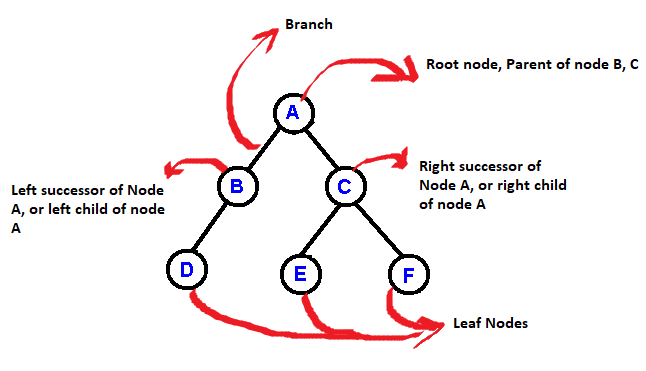 Branch
Root node, Parent of node B, C
A
Right successor of
Node A, or right child
of node A
Left successor of Node
A, or left child of node
A
B
C
D
E
F
Leaf Nodes